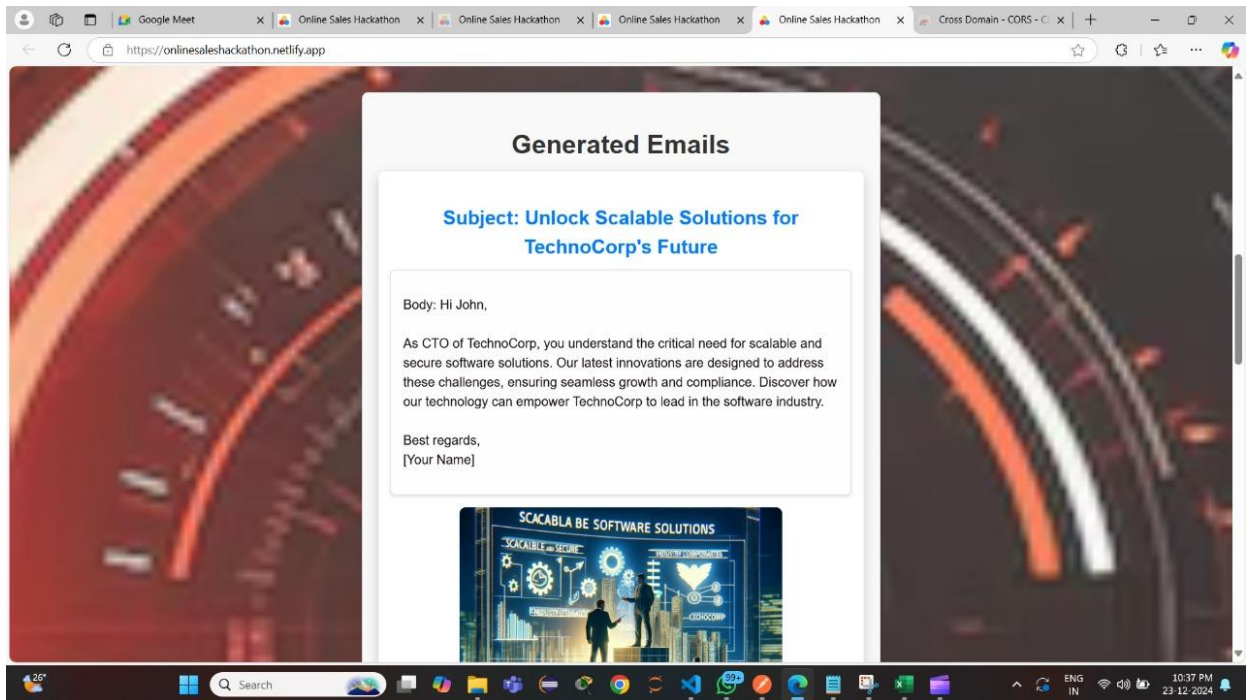 Google Meet
Online Sales Hackathon
Online Sales Hackathon
Online Sales Hackathon
Online Sales Hackathon
Cross Domain - CORS - C
https://onlinesaleshackathon.netlify.app
Generated Emails
Subject: Unlock Scalable Solutions for
TechnoCorp's Future
Body: Hi John,
As CTO of TechnoCorp, you understand the critical need for scalable and
secure software solutions. Our latest innovations are designed to address
these challenges, ensuring seamless growth and compliance. Discover how
our technology can empower TechnoCorp to lead in the software industry.
Best regards,
[Your Name]
SCACABLA BE SOFTWARE SOLUTIONS
26°
Search
99+
ENG
IN
10:37 PM
23-12-2024